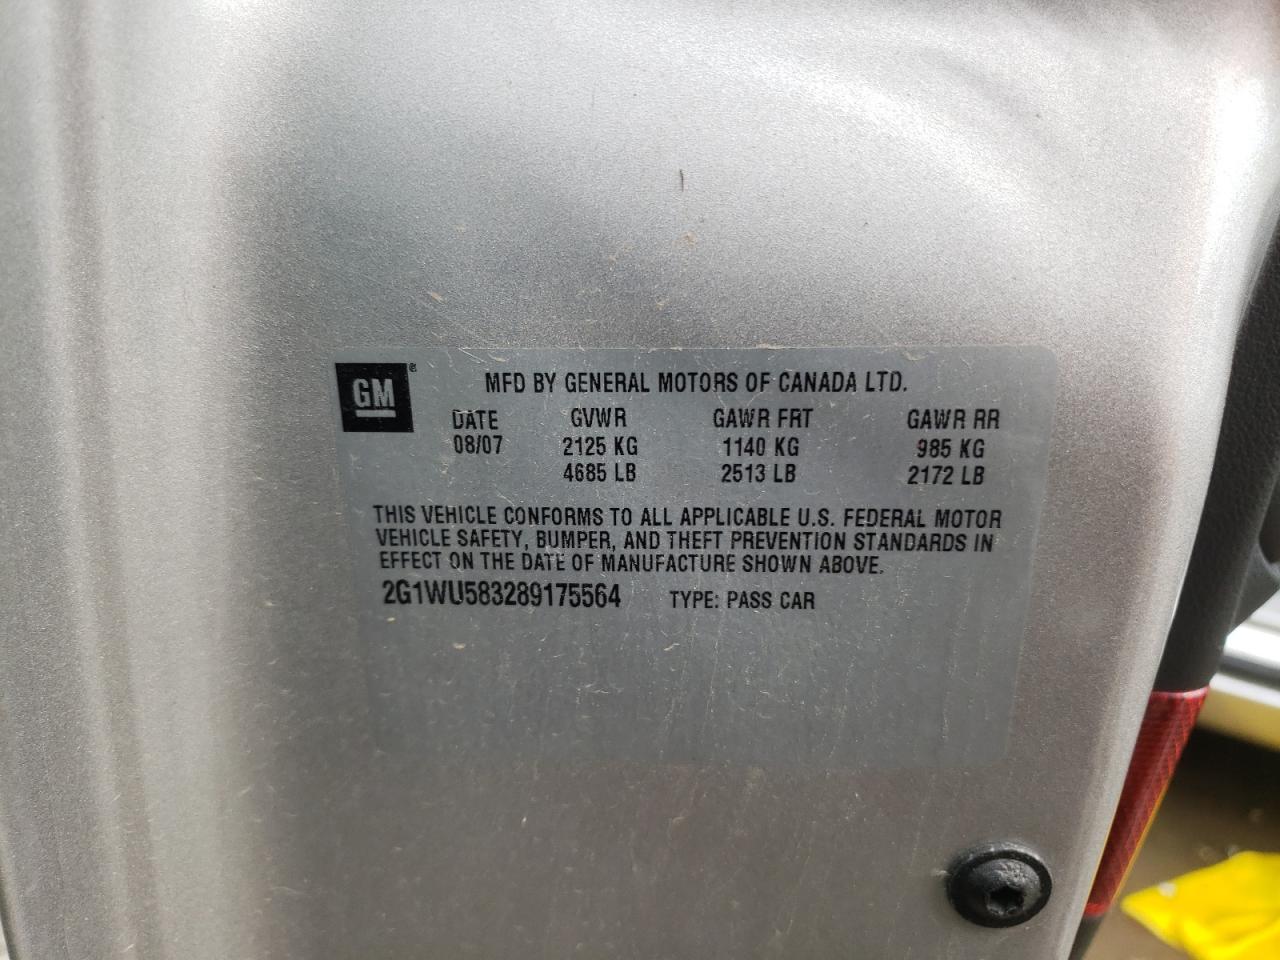 GM®
MFD BY GENERAL MOTORS OF CANADA LTD.
DATE GVWR GAWR FRT GAWR RR
08/07 2125 KG 1140 KG 985 KG
4685 LB 2513 LB 2172 LB
THIS VEHICLE CONFORMS TO ALL APPLICABLE U.S. FEDERAL MOTOR
VEHICLE SAFETY, BUMPER, AND THEFT PREVENTION STANDARDS IN
EFFECT ON THE DATE OF MANUFACTURE SHOWN ABOVE.
2G1WU583289175564 TYPE: PASS CAR